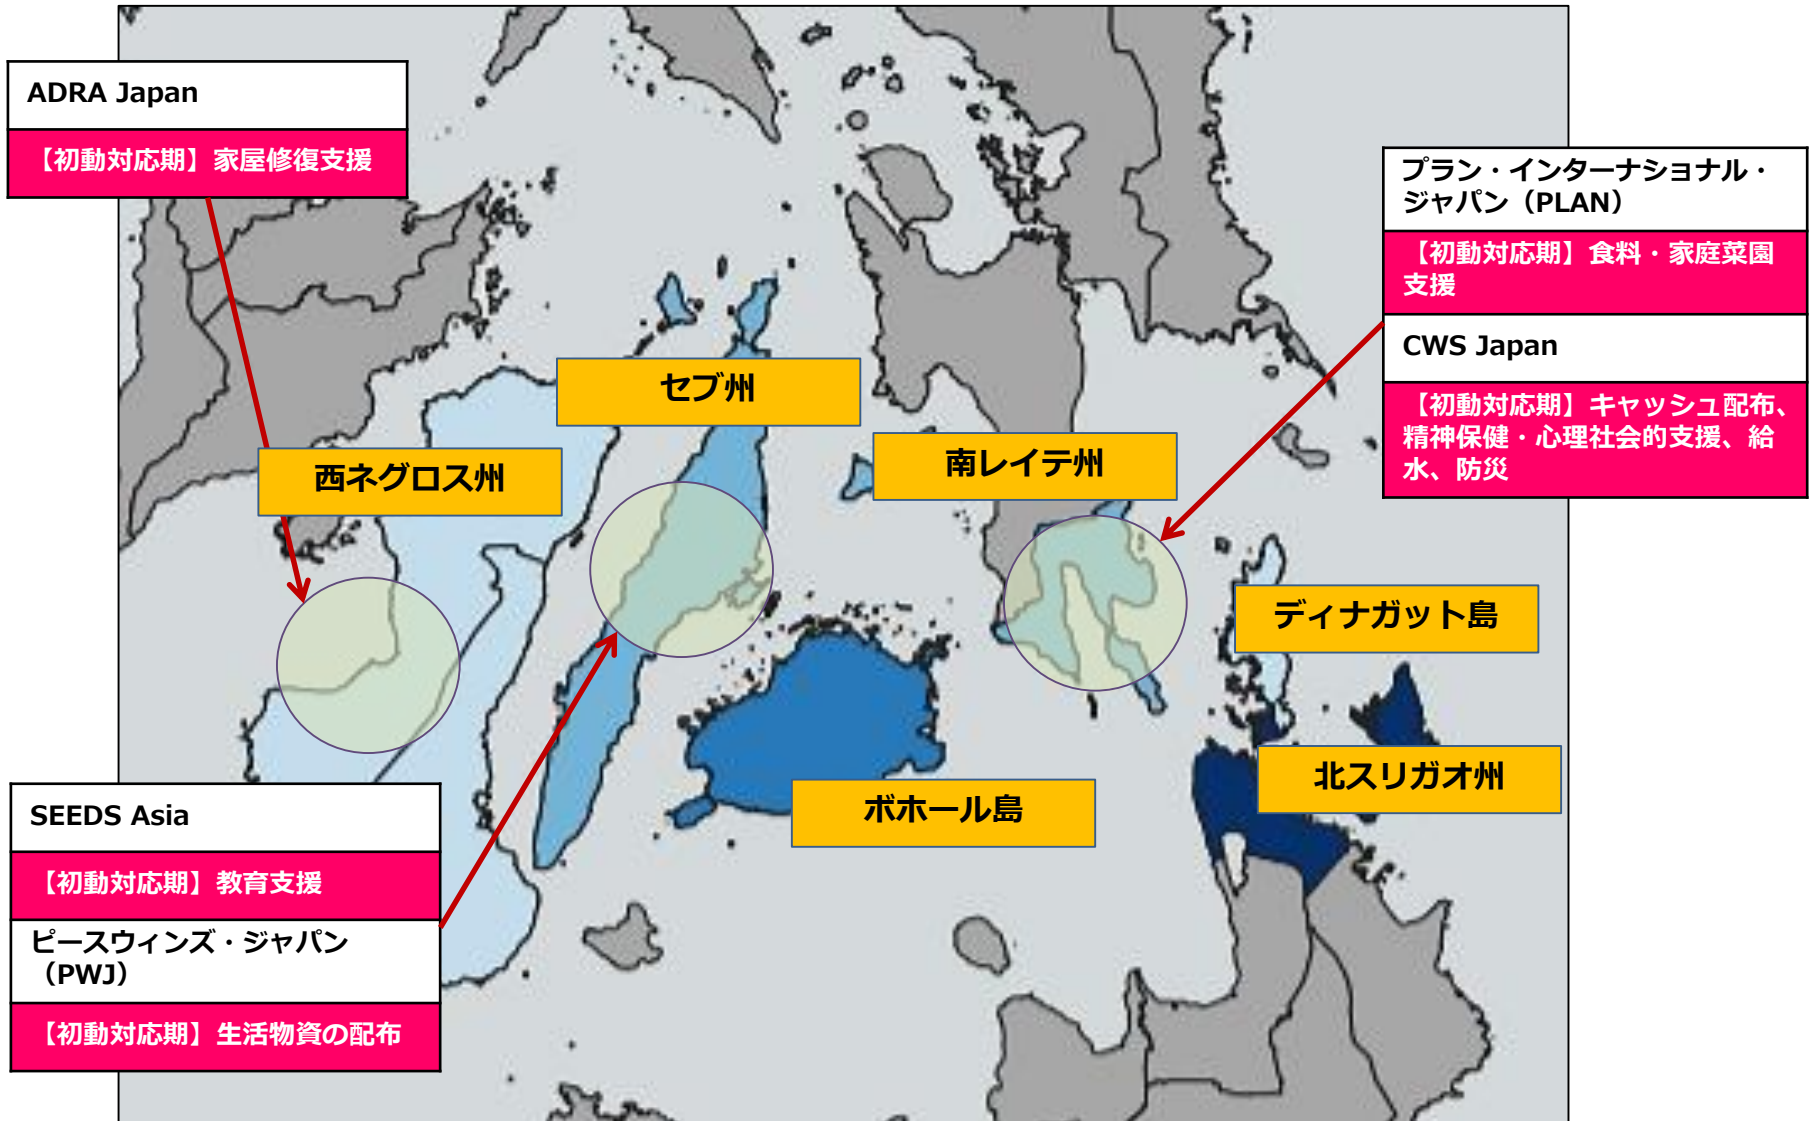 ADRA Japan
【初動対応期】家屋修復支援
プラン・インターナショナル・
ジャパン（PLAN）
【初動対応期】食料・家庭菜園
支援
CWS Japan
【初動対応期】キャッシュ配布、
精神保健・心理社会的支援、給
水、防災
セブ州
西ネグロス州
南レイテ州
ディナガット島
北スリガオ州
ボホール島
SEEDS Asia
【初動対応期】教育支援
ピースウィンズ・ジャパン
（PWJ）
【初動対応期】生活物資の配布